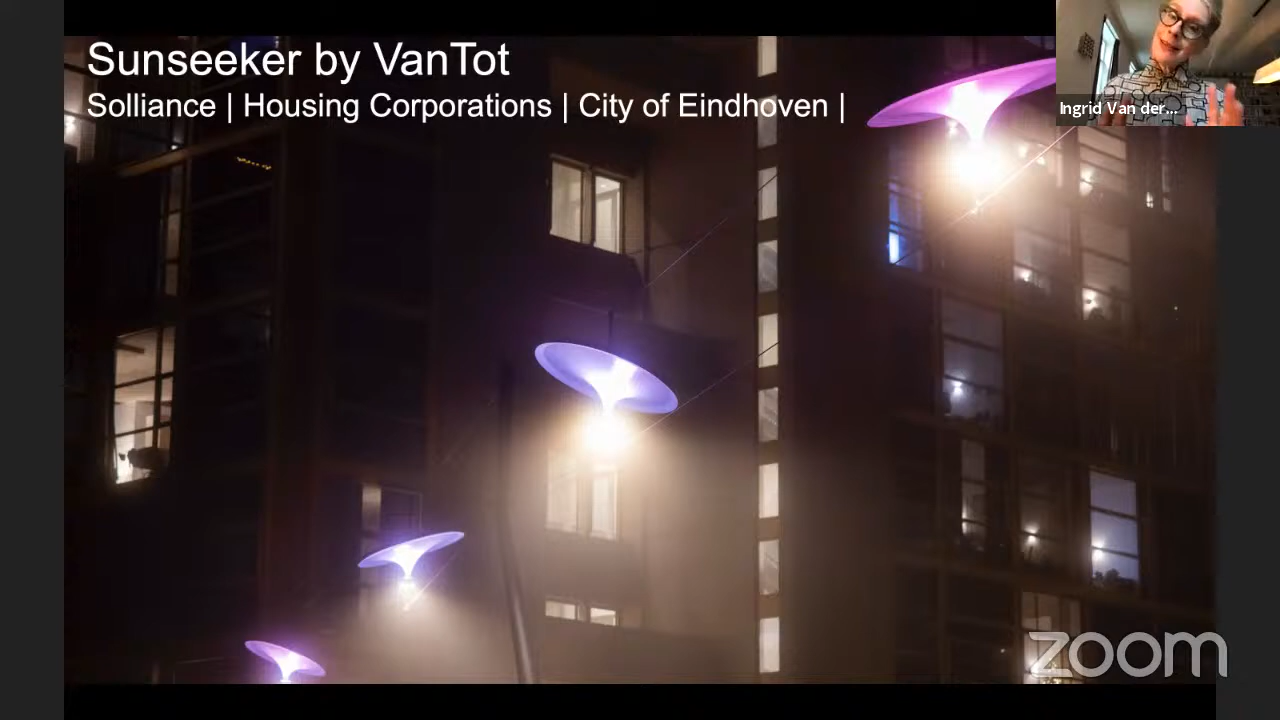 Sunseeker by VanTot
Solliance | Housing Corporations | City of Eindhoven |
Ingrid Van der...
zoom